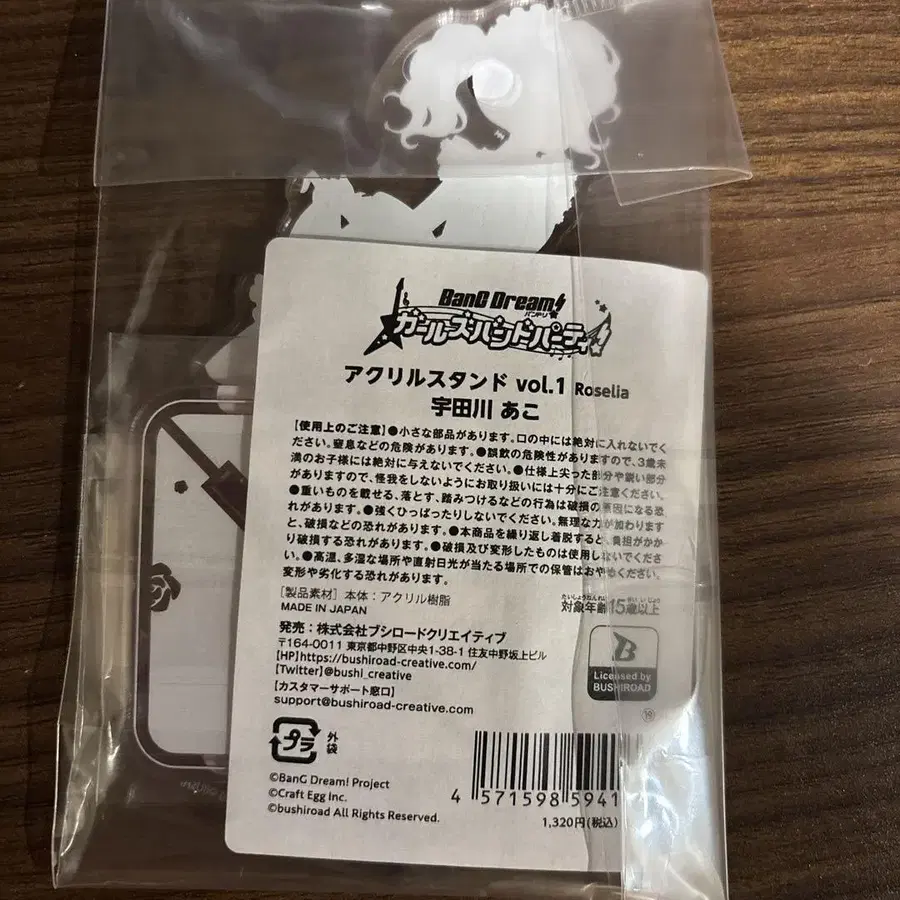 BanG Dream!
バンドリ
ガールズバンドパーティ!
アクリルスタンド vol.1 Roselia
宇田川 あこ
【使用上のご注意】●小さな部品があります。口の中には絶対に入れないでく
ださい。窒息などの危険があります。●誤飲の危険性がありますので、3歳未
満のお子様には絶対に与えないでください。●仕様上尖った部分や鋭い部分
がありますので、怪我をしないようにお取り扱いには十分にご注意ください。
●重いものを載せる、落とす、踏みつけるなどの行為は破損の原因になる恐
れがあります。●強くひっぱったりしないでください。無理な力が加わります
と、破損などの恐れがあります。●本商品を繰り返し着脱すると、負担がかか
り破損する恐れがあります。●破損及び変形したものは使用しないでくださ
い。●高温、多湿な場所や直射日光が当たる場所での保管はおやめください。
変形や劣化する恐れがあります。
［製品素材］本体：アクリル樹脂
MADE IN JAPAN
対象年齢15歳以上
発売：株式会社ブシロードクリエイティブ
〒164-0011 東京都中野区中央1-38-1 住友中野坂上ビル
【HP】https://bushiroad-creative.com/
【Twitter】@bushi_creative
【カスタマーサポート窓口】
support@bushiroad-creative.com
B
Licensed by
BUSHIROAD
プラ
外袋
©BanG Dream! Project
©Craft Egg Inc.
©bushiroad All Rights Reserved.
4 571598 5941
1,320円(税込)